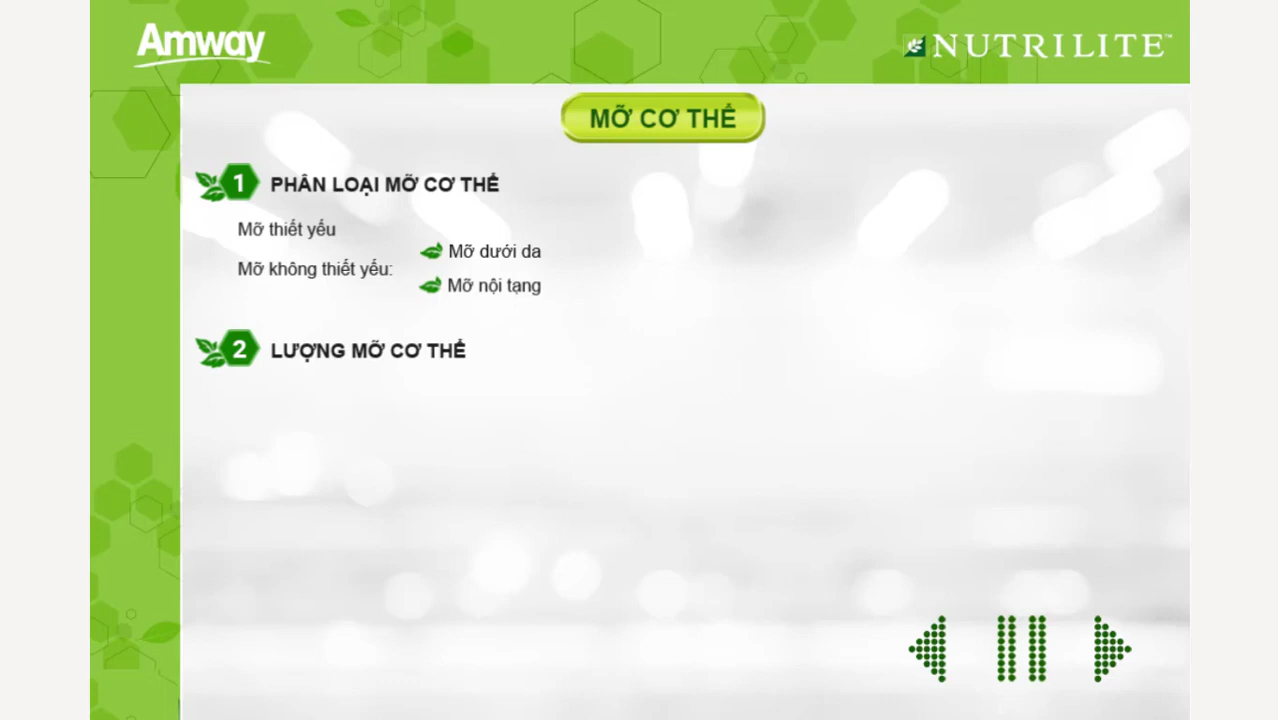 Amway
NUTRILITE™
MỠ CƠ THỂ
1 PHÂN LOẠI MỠ CƠ THỂ
Mỡ thiết yếu
Mỡ dưới da
Mỡ không thiết yếu:
Mỡ nội tạng
2 LƯỢNG MỠ CƠ THỂ